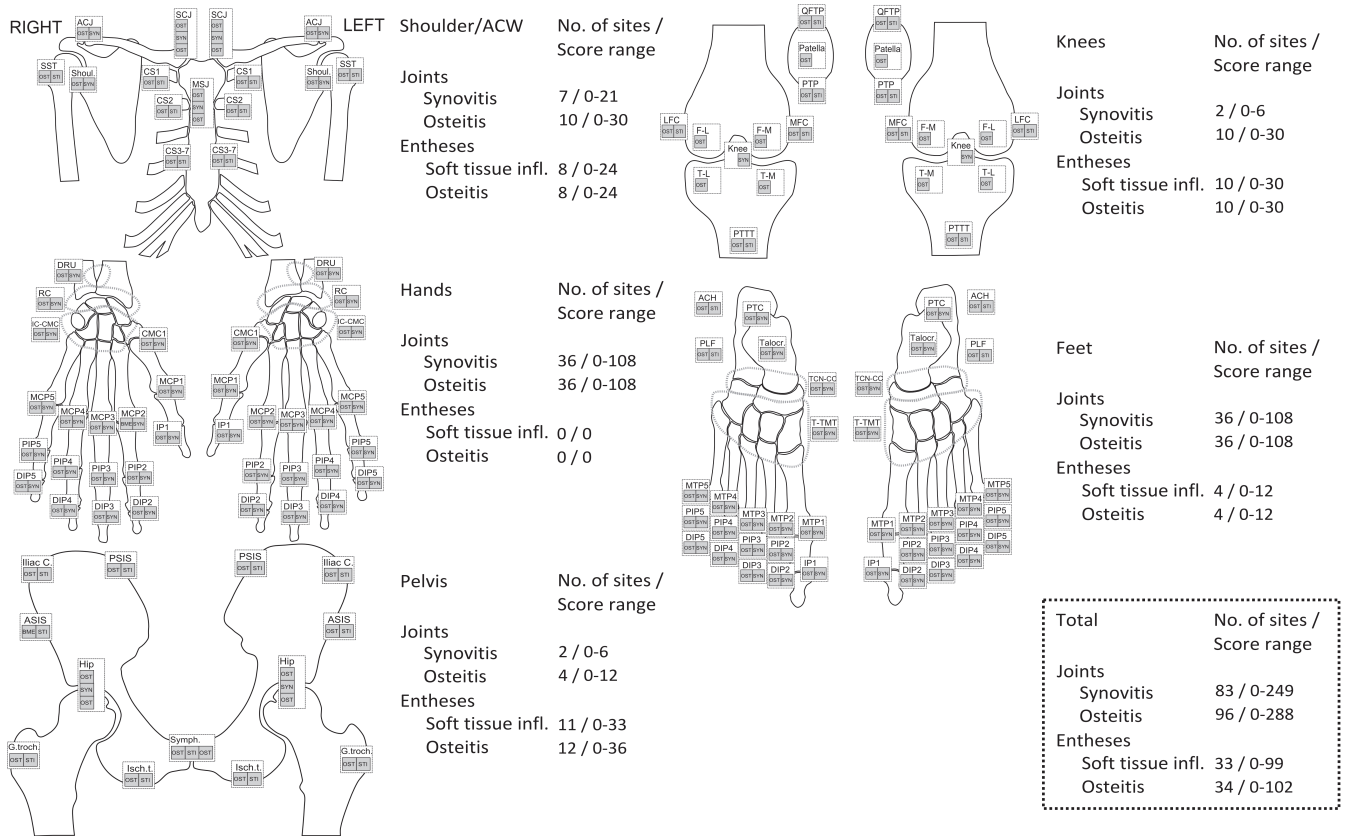 RIGHT
LEFT
ACJ
OST SYN
SCJ
OST
SYN
OST
SCJ
OST
SYN
OST
ACJ
OST SYN
SST
OST STI
Shoul.
OST SYN
CS1
OST STI
CS1
OST STI
Shoul.
OST SYN
SST
OST STI
MSJ
OST
SYN
OST
CS2
OST STI
CS2
OST STI
CS3-7
OST STI
CS3-7
OST STI
Shoulder/ACW No. of sites /
Score range
Joints
Synovitis 7 / 0-21
Osteitis 10 / 0-30
Entheses
Soft tissue infl. 8 / 0-24
Osteitis 8 / 0-24
QFTP
OST STI
QFTP
OST STI
Patella
OST
Patella
OST
PTP
OST STI
PTP
OST STI
LFC
OST STI
F-L
OST
F-M
OST
MFC
OST STI
MFC
OST STI
F-M
OST
F-L
OST
LFC
OST STI
Knee
SYN
Knee
SYN
T-L
OST
T-M
OST
T-M
OST
T-L
OST
PTTT
OST STI
PTTT
OST STI
Knees No. of sites /
Score range
Joints
Synovitis 2 / 0-6
Osteitis 10 / 0-30
Entheses
Soft tissue infl. 10 / 0-30
Osteitis 10 / 0-30
DRU
OST SYN
DRU
OST SYN
RC
OST SYN
RC
OST SYN
IC-CMC
OST SYN
IC-CMC
OST SYN
CMC1
OST SYN
CMC1
OST SYN
MCP1
OST SYN
MCP1
OST SYN
MCP5
OST SYN
MCP4
OST SYN
MCP3
OST SYN
MCP2
BME SYN
IP1
OST SYN
IP1
OST SYN
MCP2
OST SYN
MCP3
OST SYN
MCP4
OST SYN
MCP5
OST SYN
PIP5
OST SYN
PIP4
OST SYN
PIP3
OST SYN
PIP2
OST SYN
PIP2
OST SYN
PIP3
OST SYN
PIP4
OST SYN
PIP5
OST SYN
DIP5
OST SYN
DIP4
OST SYN
DIP3
OST SYN
DIP2
OST SYN
DIP2
OST SYN
DIP3
OST SYN
DIP4
OST SYN
DIP5
OST SYN
Hands No. of sites /
Score range
Joints
Synovitis 36 / 0-108
Osteitis 36 / 0-108
Entheses
Soft tissue infl. 0 / 0
Osteitis 0 / 0
ACH
OST STI
PTC
OST SYN
PTC
OST SYN
ACH
OST STI
PLF
OST STI
Talocr.
OST SYN
Talocr.
OST SYN
PLF
OST STI
TCN-CC
OST SYN
TCN-CC
OST SYN
T-TMT
OST SYN
T-TMT
OST SYN
MTP5
OST SYN
MTP4
OST SYN
MTP3
OST SYN
MTP2
OST SYN
MTP1
OST SYN
MTP1
OST SYN
MTP2
OST SYN
MTP3
OST SYN
MTP4
OST SYN
MTP5
OST SYN
PIP5
OST SYN
PIP4
OST SYN
PIP3
OST SYN
PIP2
OST SYN
PIP2
OST SYN
PIP3
OST SYN
PIP4
OST SYN
PIP5
OST SYN
DIP5
OST SYN
DIP4
OST SYN
DIP3
OST SYN
DIP2
OST SYN
IP1
OST SYN
IP1
OST SYN
DIP2
OST SYN
DIP3
OST SYN
DIP4
OST SYN
DIP5
OST SYN
Feet No. of sites /
Score range
Joints
Synovitis 36 / 0-108
Osteitis 36 / 0-108
Entheses
Soft tissue infl. 4 / 0-12
Osteitis 4 / 0-12
Iliac C.
OST STI
PSIS
OST STI
PSIS
OST STI
Iliac C.
OST STI
ASIS
BME STI
ASIS
OST STI
Hip
OST
SYN
OST
Hip
OST
SYN
OST
G.troch.
OST STI
Symph.
OST STI OST
G.troch.
OST STI
Isch.t.
OST STI
Isch.t.
OST STI
Pelvis No. of sites /
Score range
Joints
Synovitis 2 / 0-6
Osteitis 4 / 0-12
Entheses
Soft tissue infl. 11 / 0-33
Osteitis 12 / 0-36
Total No. of sites /
Score range
Joints
Synovitis 83 / 0-249
Osteitis 96 / 0-288
Entheses
Soft tissue infl. 33 / 0-99
Osteitis 34 / 0-102